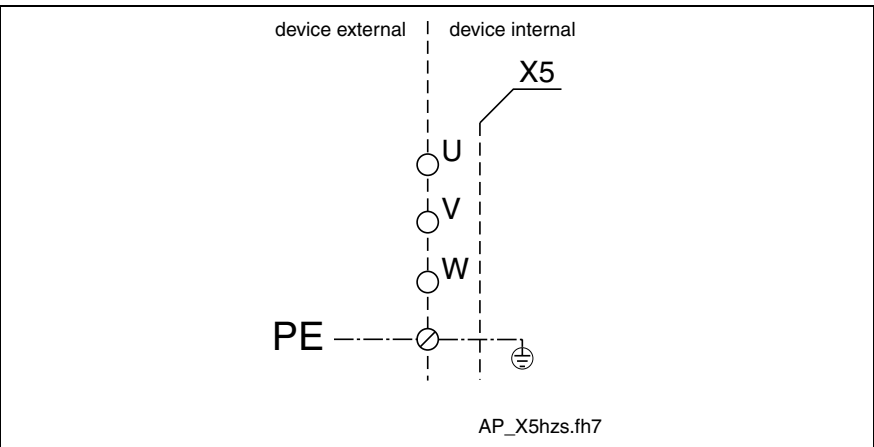 device external
device internal
X5
U
V
W
PE
AP_X5hzs.fh7